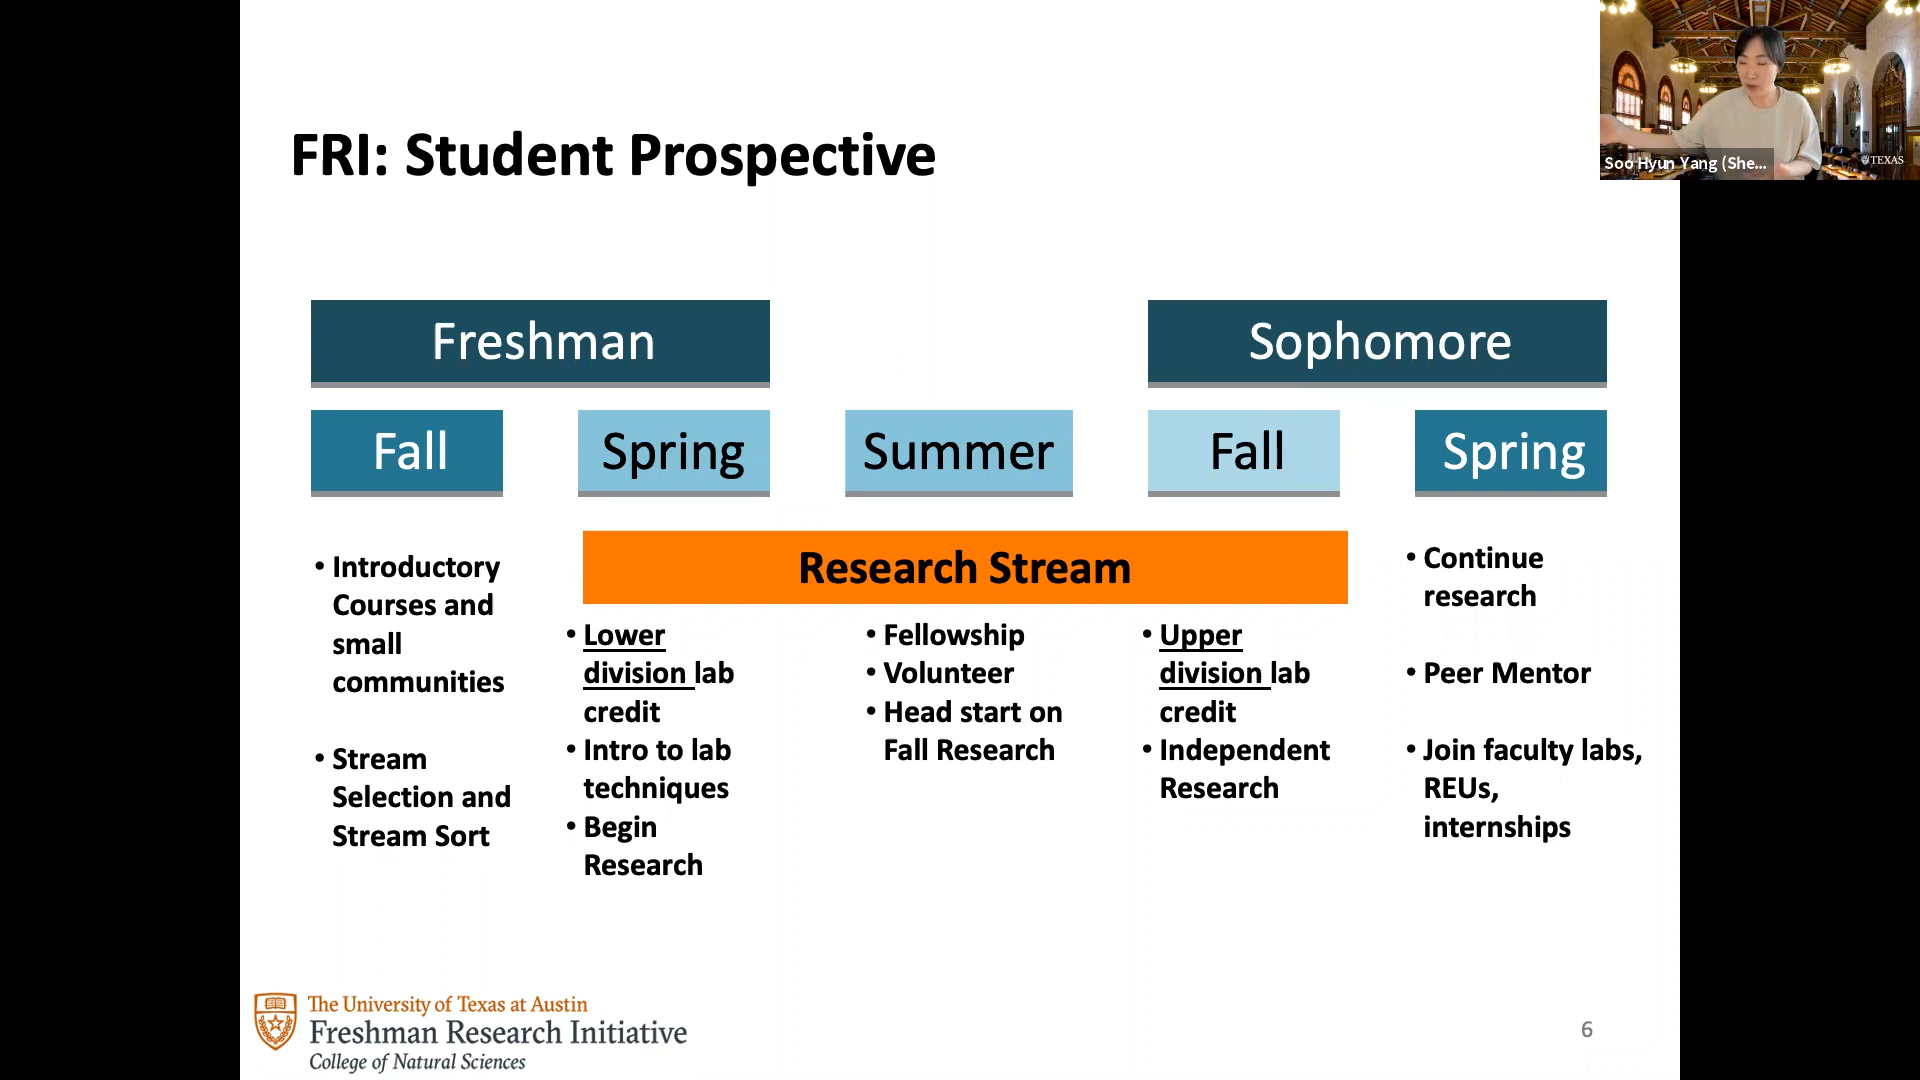 FRI: Student Prospective
Soo Hyun Yang (She...
TEXAS
Freshman
Sophomore
Fall
Spring
Summer
Fall
Spring
Research Stream
• Introductory
Courses and
small
communities
• Stream
Selection and
Stream Sort
• Lower
division lab
credit
• Intro to lab
techniques
• Begin
Research
• Fellowship
• Volunteer
• Head start on
Fall Research
• Upper
division lab
credit
• Independent
Research
• Continue
research
• Peer Mentor
• Join faculty labs,
REUs,
internships
The University of Texas at Austin
Freshman Research Initiative
College of Natural Sciences
6